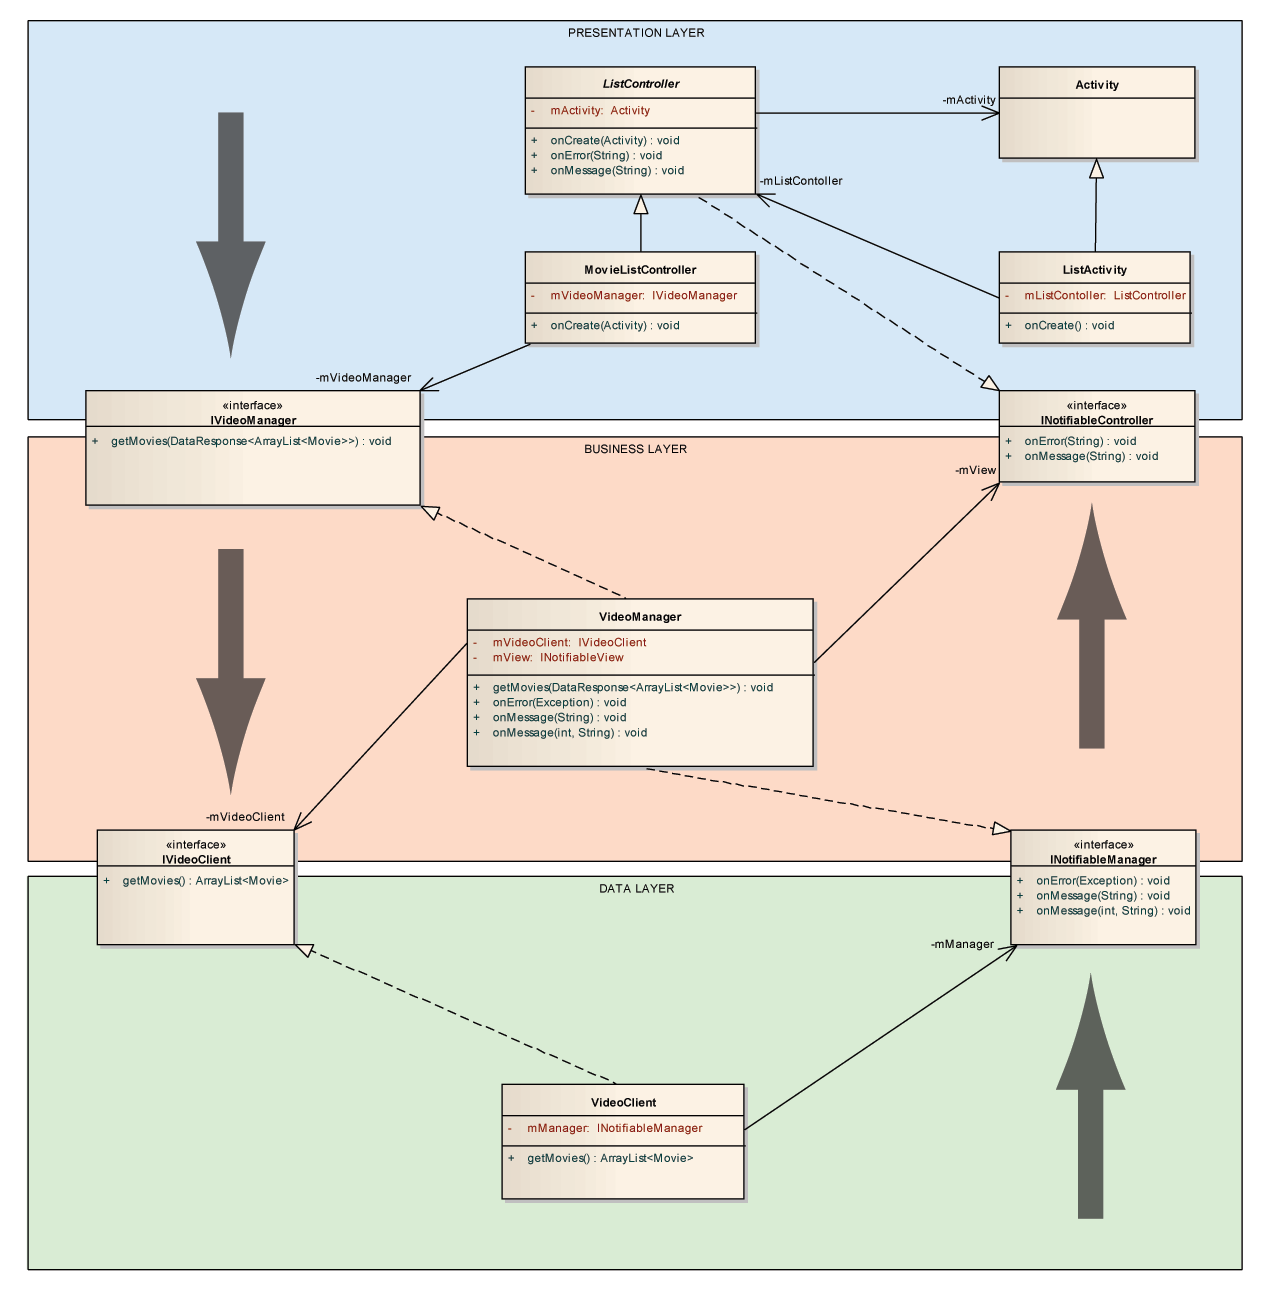 PRESENTATION LAYER
ListController
- mActivity: Activity
+ onCreate(Activity) : void
+ onError(String) : void
+ onMessage(String) : void
-mActivity
Activity
-mListContoller
MovieListController
- mVideoManager: IVideoManager
+ onCreate(Activity) : void
ListActivity
- mListContoller: ListController
+ onCreate() : void
-mVideoManager
«interface»
IVideoManager
+ getMovies(DataResponse<ArrayList<Movie>>) : void
«interface»
INotifiableController
+ onError(String) : void
+ onMessage(String) : void
BUSINESS LAYER
-mView
VideoManager
- mVideoClient: IVideoClient
- mView: INotifiableView
+ getMovies(DataResponse<ArrayList<Movie>>) : void
+ onError(Exception) : void
+ onMessage(String) : void
+ onMessage(int, String) : void
-mVideoClient
«interface»
IVideoClient
+ getMovies() : ArrayList<Movie>
«interface»
INotifiableManager
+ onError(Exception) : void
+ onMessage(String) : void
+ onMessage(int, String) : void
DATA LAYER
-mManager
VideoClient
- mManager: INotifiableManager
+ getMovies() : ArrayList<Movie>